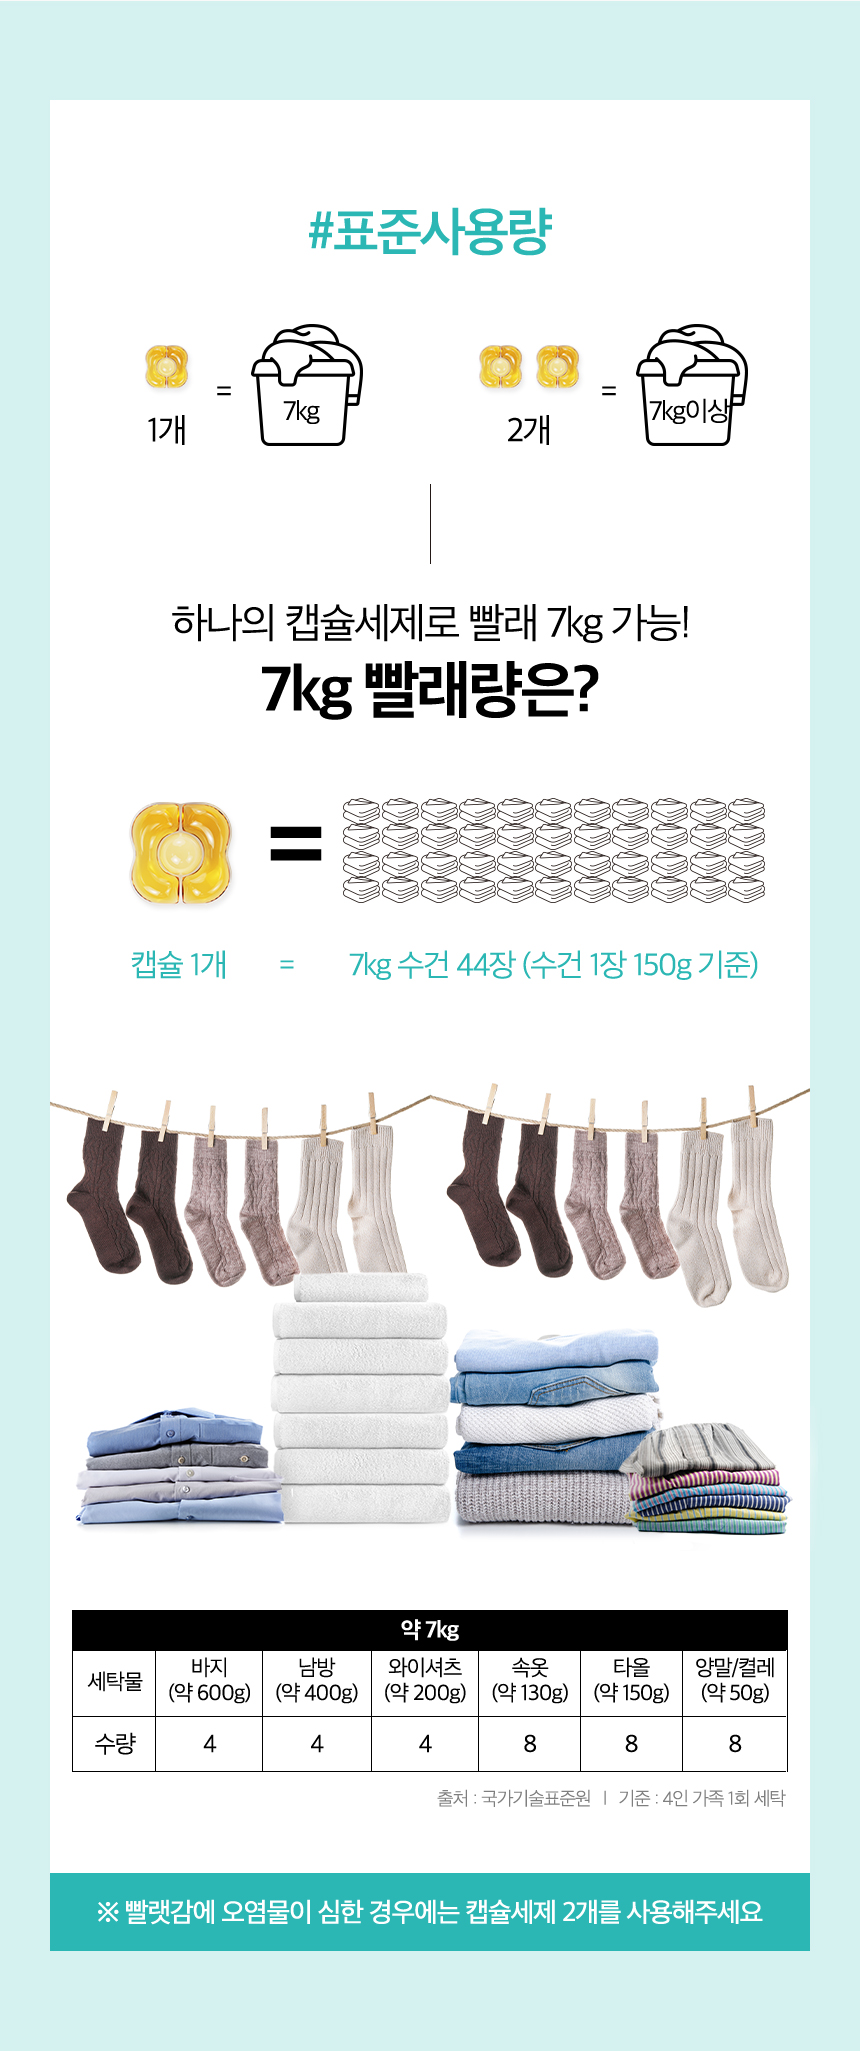 #표준사용량
1개 = 7kg
2개 = 7kg이상
하나의 캡슐세제로 빨래 7kg 가능!
7kg 빨래량은?
=
캡슐 1개 = 7kg 수건 44장 (수건 1장 150g 기준)
약 7kg
세탁물 바지 (약 600g) 남방 (약 400g) 와이셔츠 (약 200g) 속옷 (약 130g) 타올 (약 150g) 양말/켤레 (약 50g)
수량 4 4 4 8 8 8
출처 : 국가기술표준원 ㅣ 기준 : 4인 가족 1회 세탁
※ 빨랫감에 오염물이 심한 경우에는 캡슐세제 2개를 사용해주세요